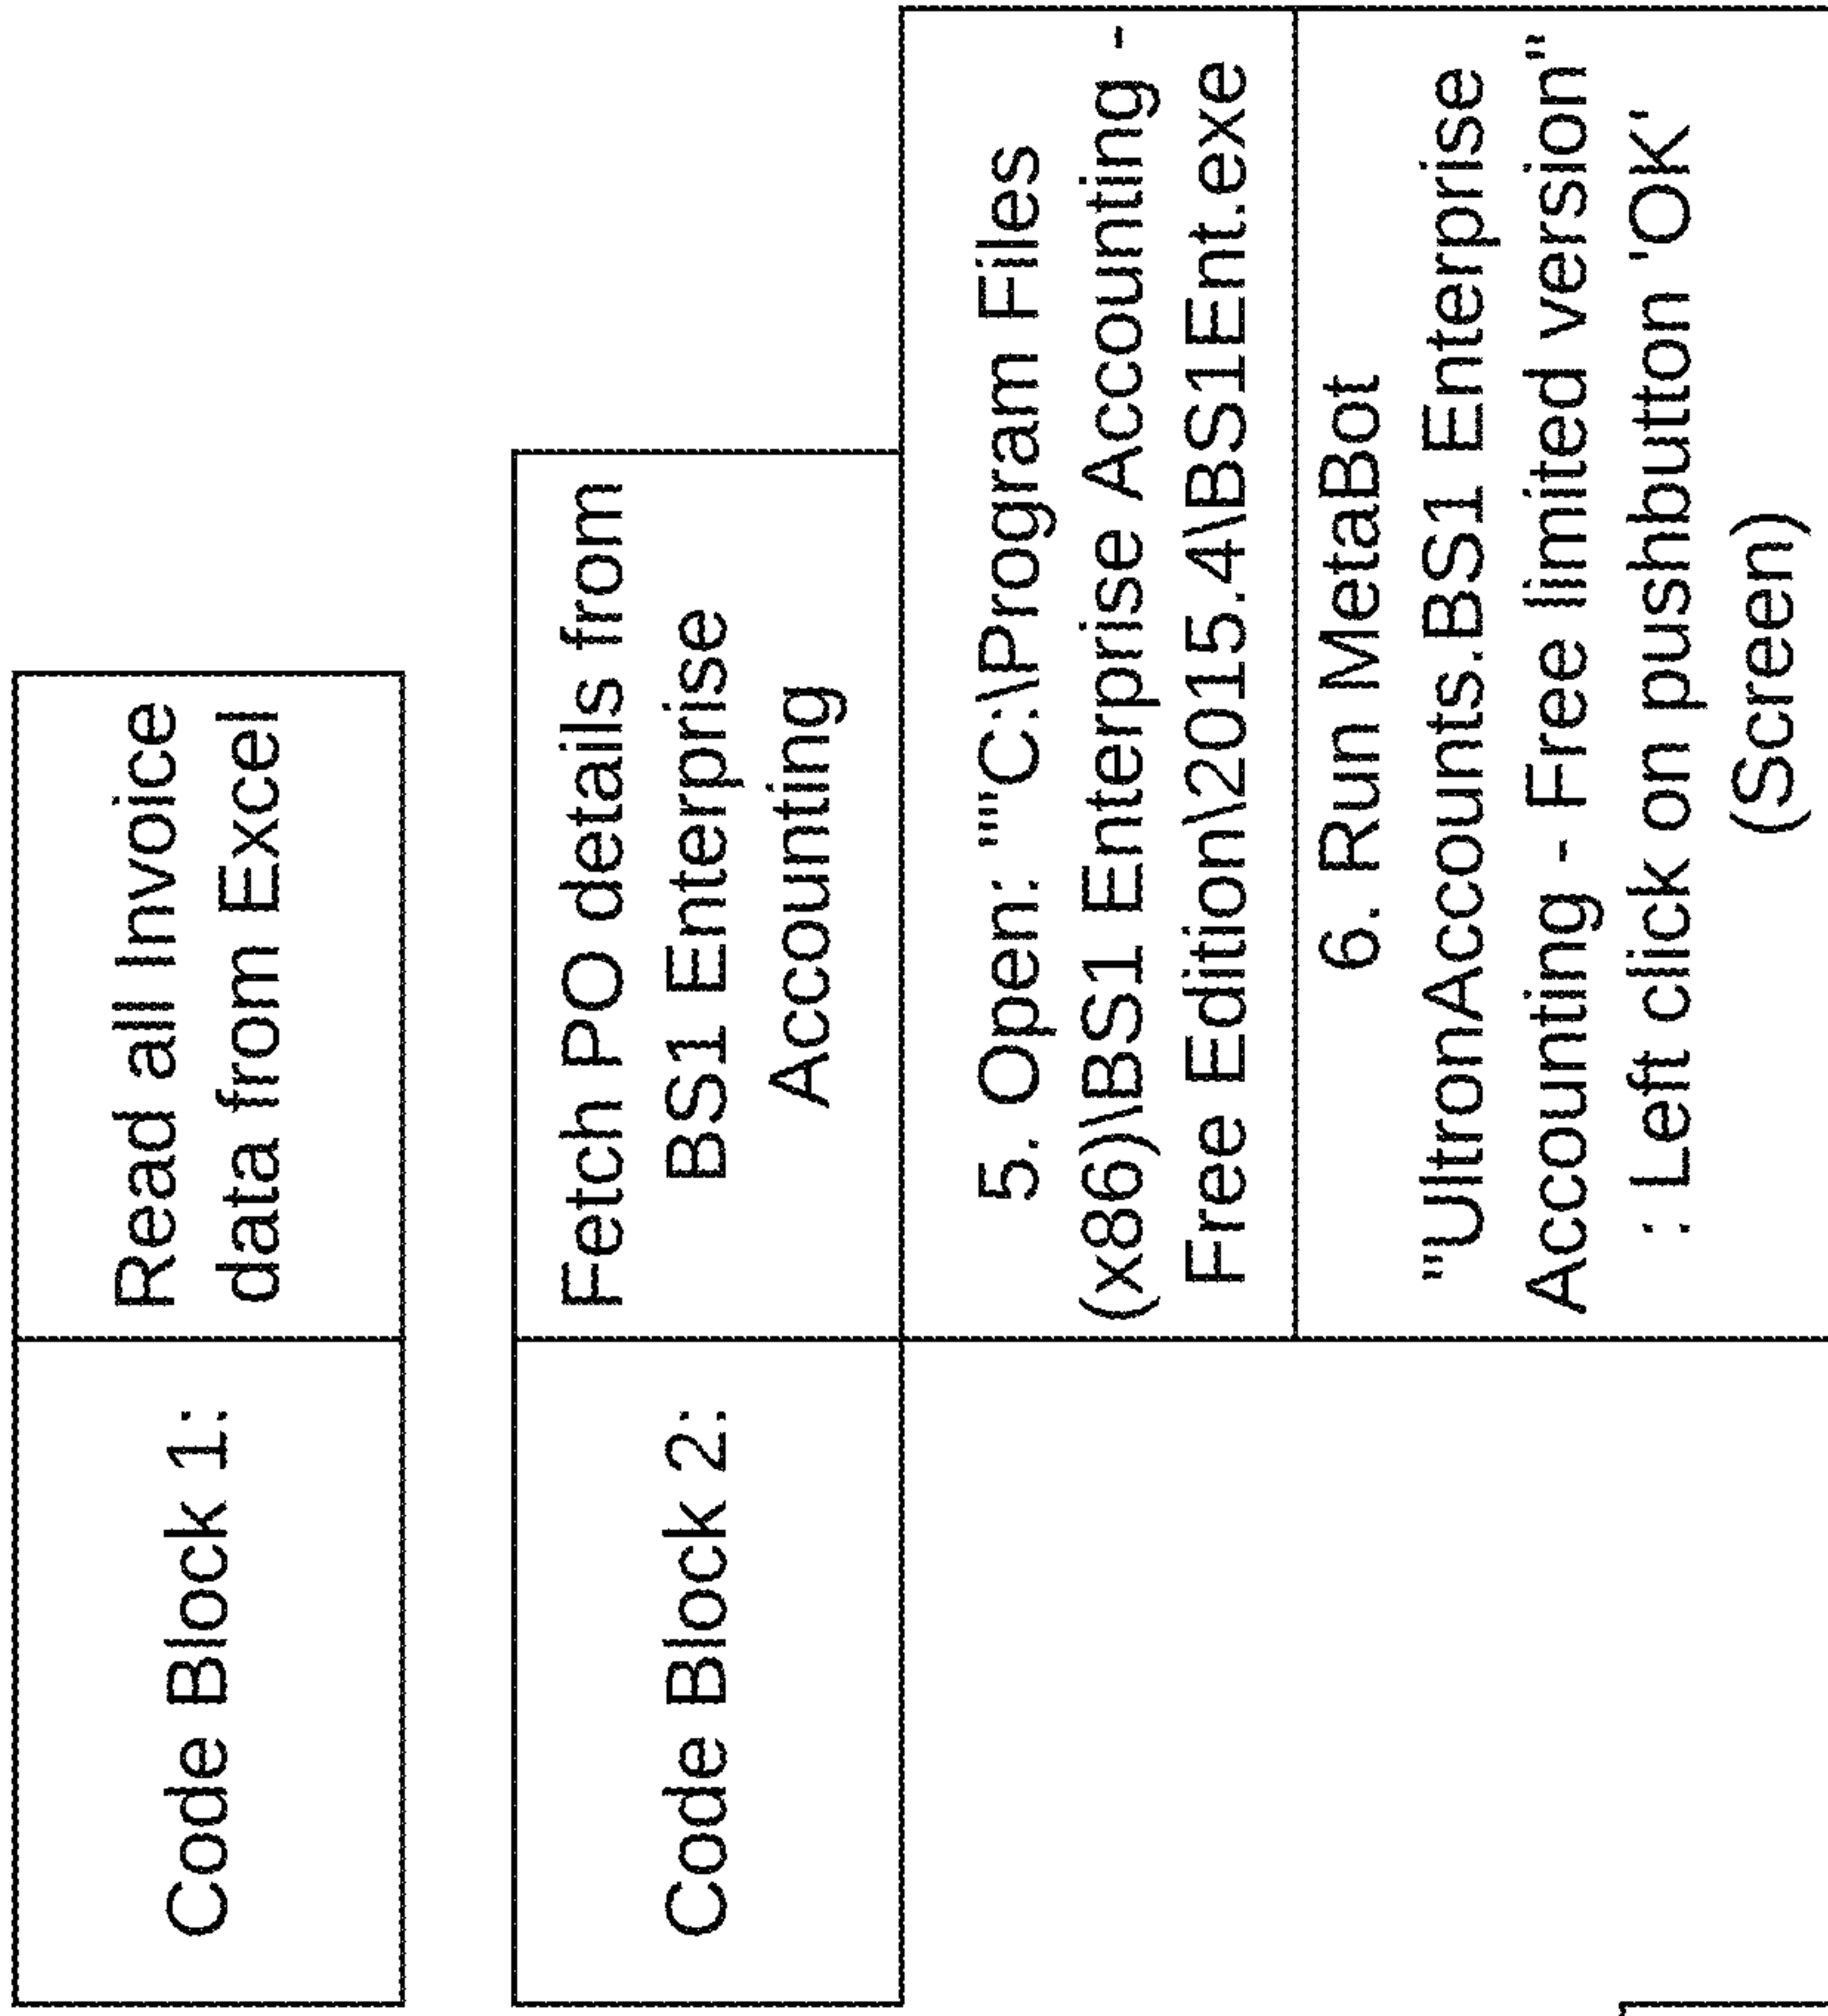 Code Block 1:
Read all Invoice
data from Excel
Code Block 2:
Fetch PO details from
BS1 Enterprise
Accounting
5. Open: ""C:\Program Files
(x86)\BS1 Enterprise Accounting -
Free Edition\2015.4\BS1Ent.exe
6. Run MetaBot
"UltronAccounts.BS1 Enterprise
Accounting - Free limited version"
: Left click on pushbutton 'OK'
(Screen)